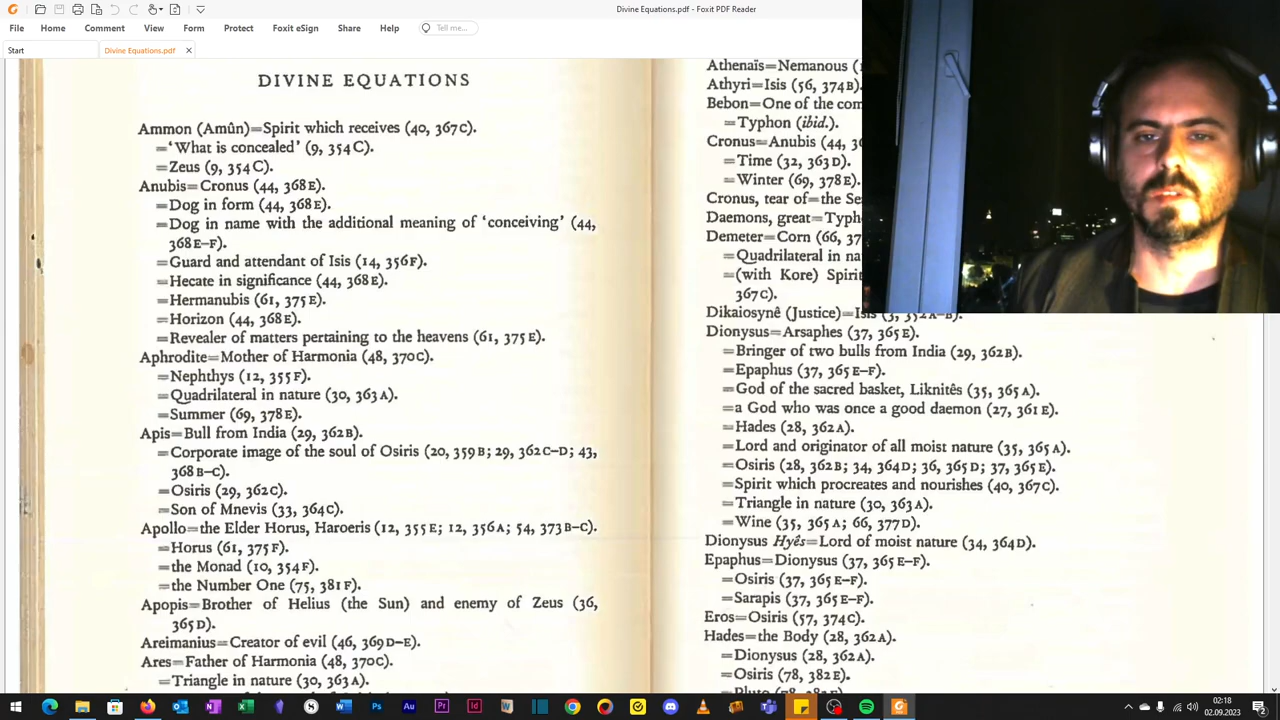 Divine Equations.pdf - Foxit PDF Reader
File Home Comment View Form Protect Foxit eSign Share Help Tell me...
Start Divine Equations.pdf
DIVINE EQUATIONS
Ammon (Amûn)=Spirit which receives (40, 367C).
=‘What is concealed’ (9, 354C).
=Zeus (9, 354C).
Anubis=Cronus (44, 368E).
=Dog in form (44, 368E).
=Dog in name with the additional meaning of ‘conceiving’ (44,
368E–F).
=Guard and attendant of Isis (14, 356F).
=Hecate in significance (44, 368E).
=Hermanubis (61, 375E).
=Horizon (44, 368E).
=Revealer of matters pertaining to the heavens (61, 375E).
Aphrodite=Mother of Harmonia (48, 370C).
=Nephthys (12, 355F).
=Quadrilateral in nature (30, 363A).
=Summer (69, 378E).
Apis=Bull from India (29, 362B).
=Corporate image of the soul of Osiris (20, 359B; 29, 362C–D; 43,
368B–C).
=Osiris (29, 362C).
=Son of Mnevis (33, 364C).
Apollo=the Elder Horus, Haroeris (12, 355E; 12, 356A; 54, 373B–C).
=Horus (61, 375F).
=the Monad (10, 354F).
=the Number One (75, 381F).
Apopis=Brother of Helius (the Sun) and enemy of Zeus (36,
365D).
Areimanius=Creator of evil (46, 369D–E).
Ares=Father of Harmonia (48, 370C).
=Triangle in nature (30, 363A).
Athenaïs=Nemanous (
Athyri=Isis (56, 374B)
Bebon=One of the com
=Typhon (ibid.).
Cronus=Anubis (44, 36
=Time (32, 363D).
=Winter (69, 378E).
Cronus, tear of=the Se
Daemons, great=Typh
Demeter=Corn (66, 37
=Quadrilateral in na
=(with Kore) Spirit
367C).
Dikaiosynê (Justice)=Isis (3, 352A–B).
Dionysus=Arsaphes (37, 365E).
=Bringer of two bulls from India (29, 362B).
=Epaphus (37, 365E–F).
=God of the sacred basket, Liknitês (35, 365A).
=a God who was once a good daemon (27, 361E).
=Hades (28, 362A).
=Lord and originator of all moist nature (35, 365A).
=Osiris (28, 362B; 34, 364D; 36, 365D; 37, 365E).
=Spirit which procreates and nourishes (40, 367C).
=Triangle in nature (30, 363A).
=Wine (35, 365A; 66, 377D).
Dionysus Hyês=Lord of moist nature (34, 364D).
Epaphus=Dionysus (37, 365E–F).
=Osiris (37, 365E–F).
=Sarapis (37, 365E–F).
Eros=Osiris (57, 374C).
Hades=the Body (28, 362A).
=Dionysus (28, 362A).
=Osiris (78, 382E).
=Pluto (78, 382E).
02:18
02.09.2023